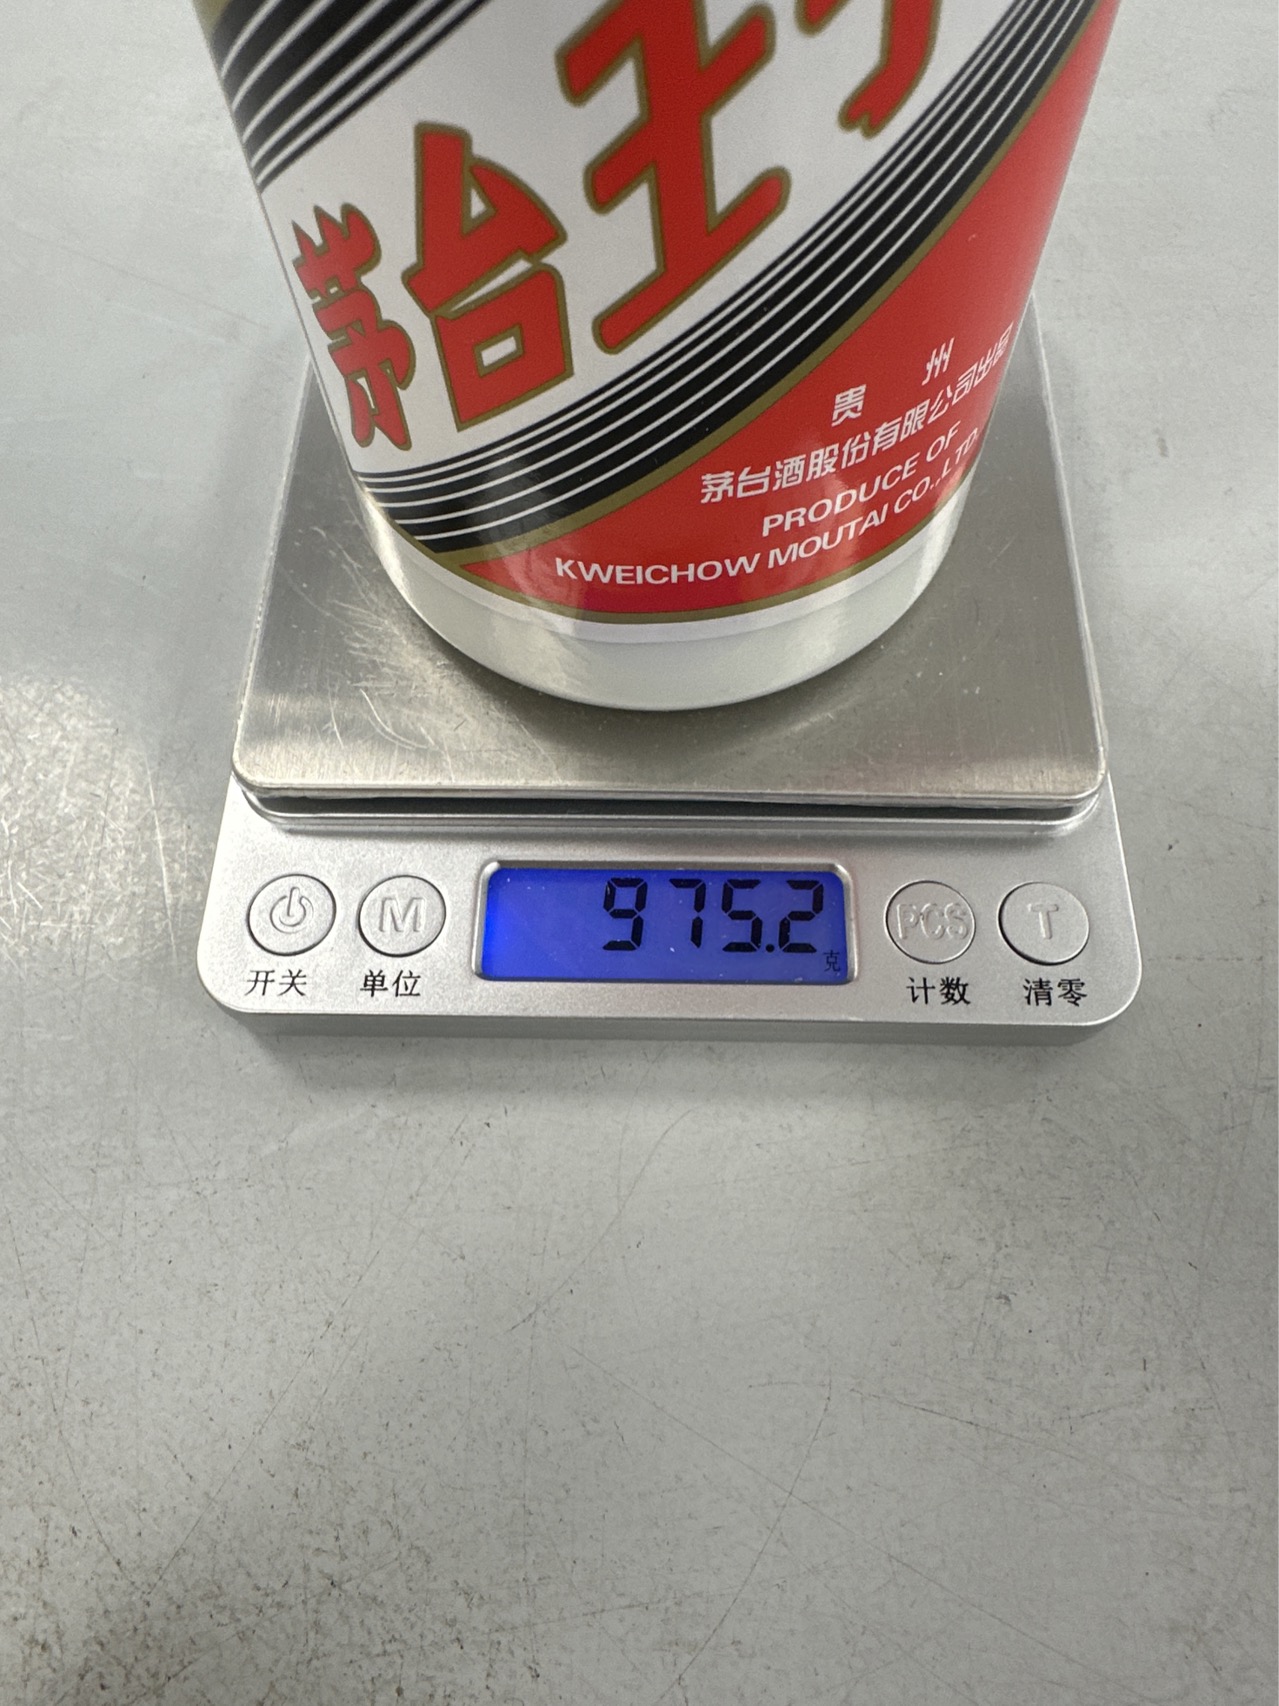 茅台王
贵州
茅台酒股份有限公司出品
PRODUCE OF
KWEICHOW MOUTAI CO.,LTD.
975.2
克
M
PCS
T
开关
单位
计数
清零